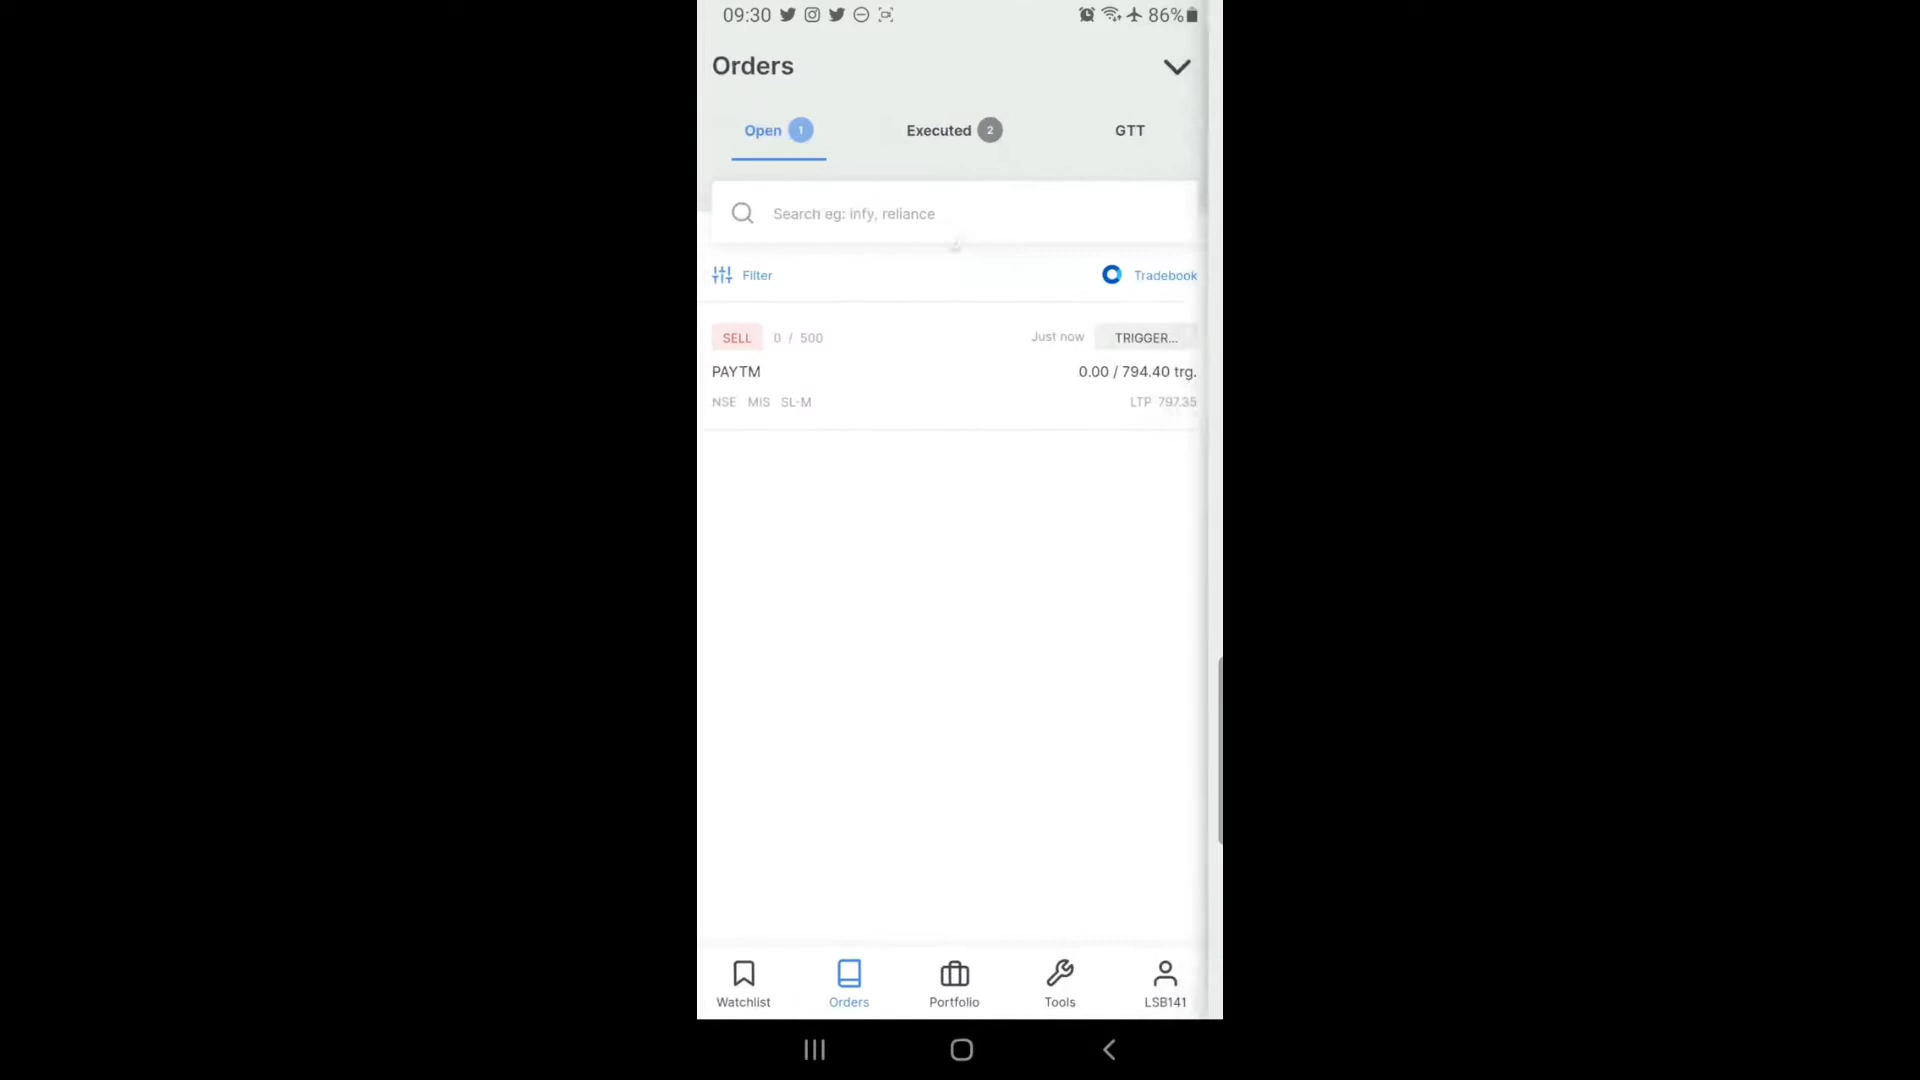 09:30 86%
Orders
Open 1 Executed 2 GTT
Search eg: infy, reliance
Filter Tradebook
SELL 0 / 500 Just now TRIGGER...
PAYTM 0.00 / 794.40 trg.
NSE MIS SL-M LTP 797.35
Watchlist Orders Portfolio Tools LSB141